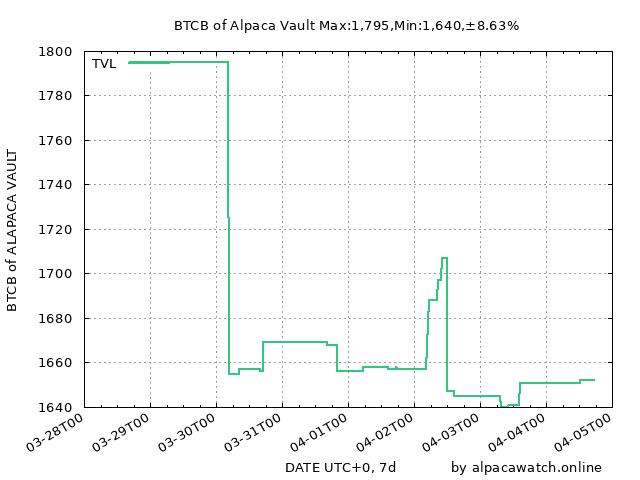 BTCB of Alpaca Vault Max:1,795,Min:1,640,±8.63%
1800
TVL
1780
1760
1740
1720
1700
1680
1660
1640
BTCB of ALAPACA VAULT
03-28T00
03-29T00
03-30T00
03-31T00
04-01T00
04-02T00
04-03T00
04-04T00
04-05T00
DATE UTC+0, 7d
by alpacawatch.online